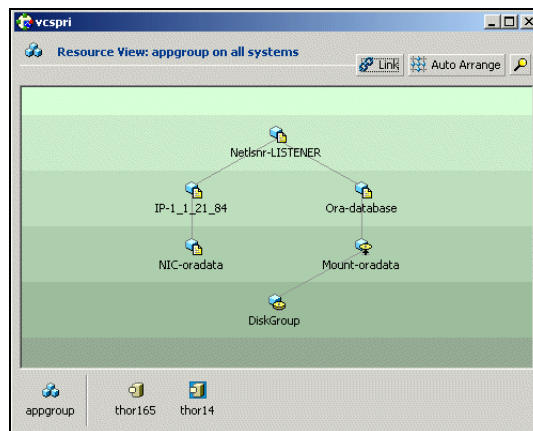 vcspri
Resource View: appgroup on all systems
Link
Auto Arrange
Netlsnr-LISTENER
IP-1_1_21_84
Ora-database
NIC-oradata
Mount-oradata
DiskGroup
appgroup
thor165
thor14